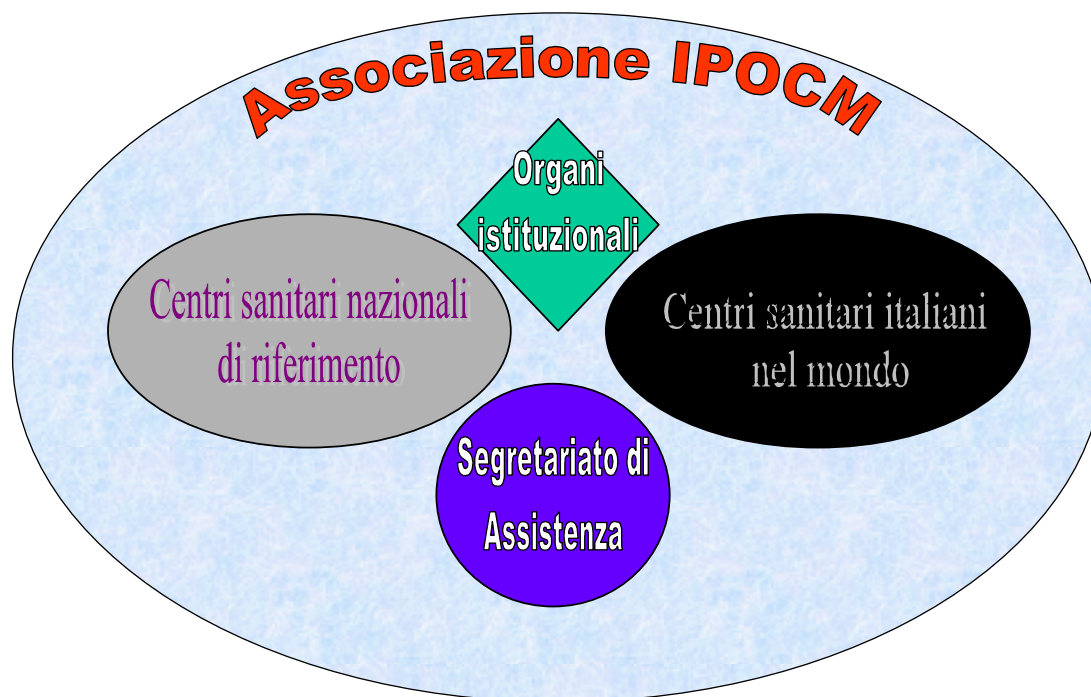 Associazione IPOCM
Organi
istituzionali
Centri sanitari nazionali
di riferimento
Centri sanitari italiani
nel mondo
Segretariato di
Assistenza